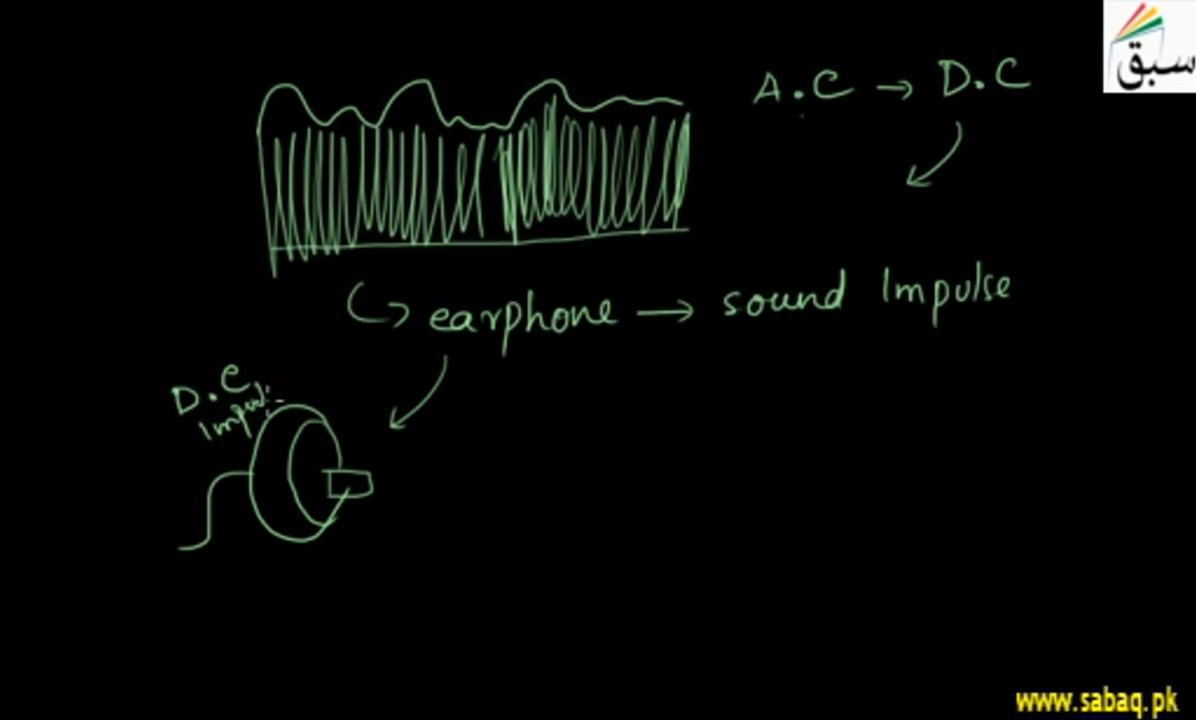 سبق
A.C → D.C
earphone → sound Impulse
D.C
www.sabaq.pk